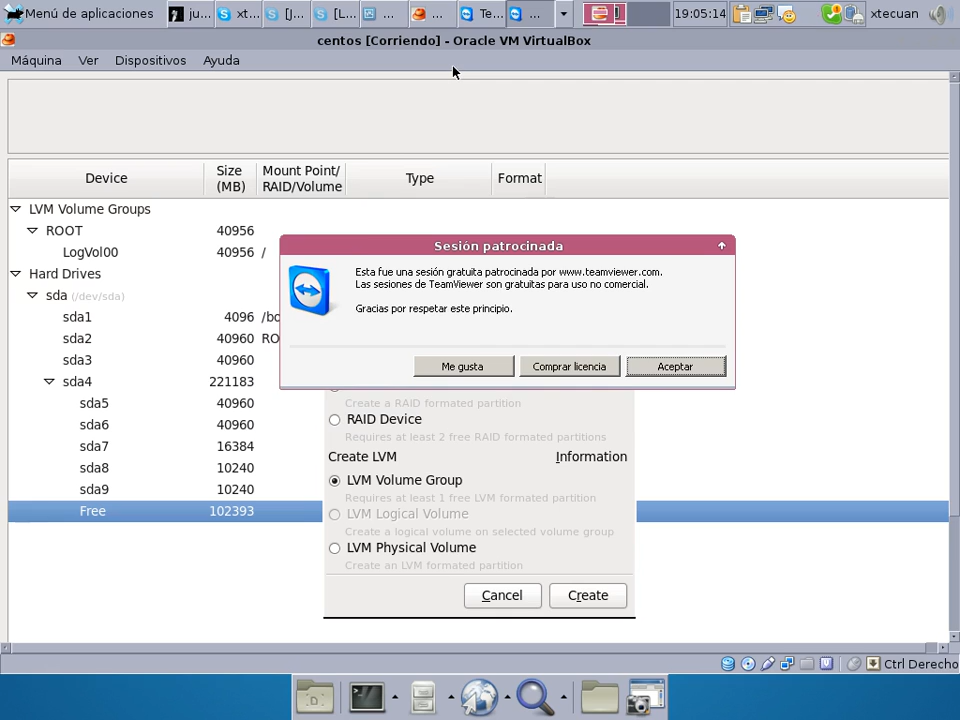 Menú de aplicaciones
ju...
xt...
[J...
[L...
...
...
Te...
...
19:05:14
xtecuan
centos [Corriendo] - Oracle VM VirtualBox
Máquina
Ver
Dispositivos
Ayuda
Device
Size
(MB)
Mount Point/
RAID/Volume
Type
Format
LVM Volume Groups
ROOT 40956
LogVol00 40956 /
Hard Drives
sda (/dev/sda)
sda1 4096 /bo
sda2 40960 RO
sda3 40960
sda4 221183
sda5 40960
sda6 40960
sda7 16384
sda8 10240
sda9 10240
Free 102393
Sesión patrocinada
Esta fue una sesión gratuita patrocinada por www.teamviewer.com.
Las sesiones de TeamViewer son gratuitas para uso no comercial.
Gracias por respetar este principio.
Me gusta
Comprar licencia
Aceptar
Create a RAID formated partition
RAID Device
Requires at least 2 free RAID formated partitions
Create LVM
Information
LVM Volume Group
Requires at least 1 free LVM formated partition
LVM Logical Volume
Create a logical volume on selected volume group
LVM Physical Volume
Create an LVM formated partition
Cancel
Create
Ctrl Derecho